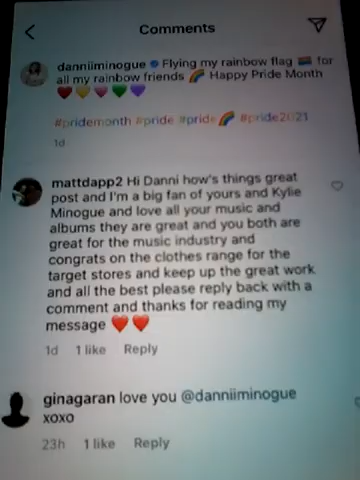 Comments
danniiminogue Flying my rainbow flag 🏳️‍🌈 for
all my rainbow friends 🌈 Happy Pride Month
❤️💛💗💚💜
#pridemonth #pride #pride🌈 #pride2021
1d
mattdapp2 Hi Danni how's things great
post and I'm a big fan of yours and Kylie
Minogue and love all your music and
albums they are great and you both are
great for the music industry and
congrats on the clothes range for the
target stores and keep up the great work
and all the best please reply back with a
comment and thanks for reading my
message ❤️❤️
1d 1 like Reply
ginagaran love you @danniiminogue
xoxo
23h 1 like Reply